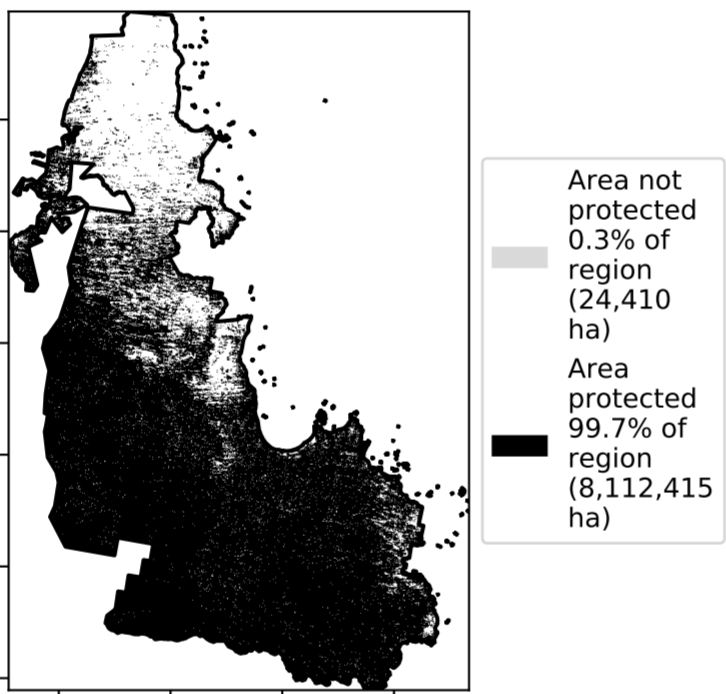 Area not
protected
0.3% of
region
(24,410
ha)
Area
protected
99.7% of
region
(8,112,415
ha)